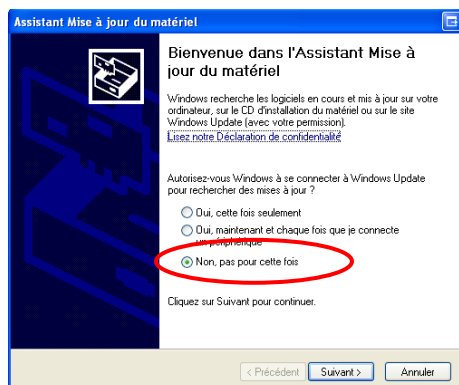 Assistant Mise à jour du matériel
Bienvenue dans l'Assistant Mise à
jour du matériel
Windows recherche les logiciels en cours et mis à jour sur votre
ordinateur, sur le CD d'installation du matériel ou sur le site
Windows Update (avec votre permission).
Lisez notre Déclaration de confidentialité
Autorisez-vous Windows à se connecter à Windows Update
pour rechercher des mises à jour ?
Oui, cette fois seulement
Oui, maintenant et chaque fois que je connecte
un périphérique
Non, pas pour cette fois
Cliquez sur Suivant pour continuer.
< Précédent
Suivant >
Annuler